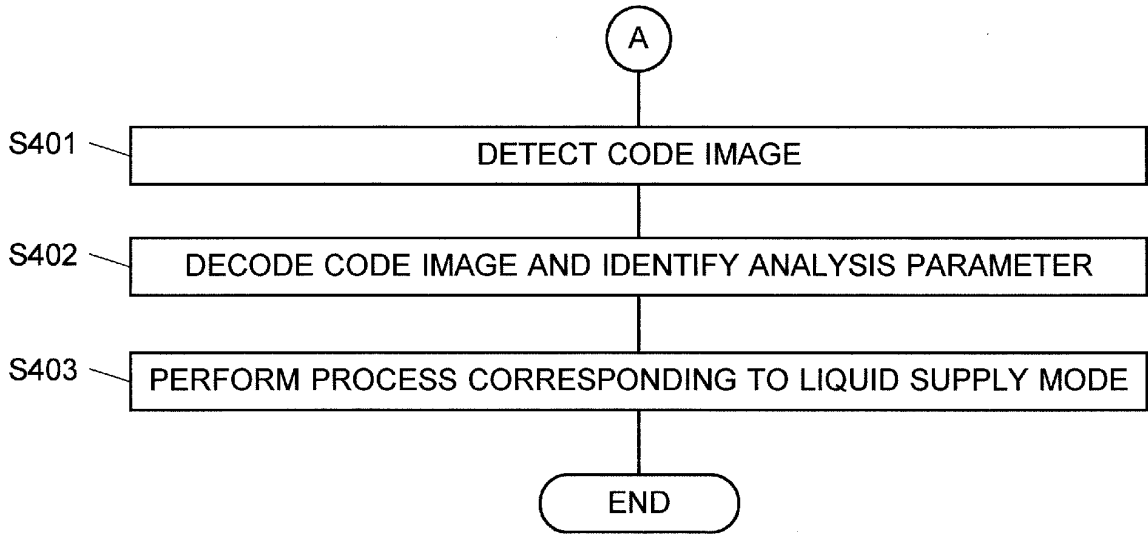 A
S401
DETECT CODE IMAGE
S402
DECODE CODE IMAGE AND IDENTIFY ANALYSIS PARAMETER
S403
PERFORM PROCESS CORRESPONDING TO LIQUID SUPPLY MODE
END